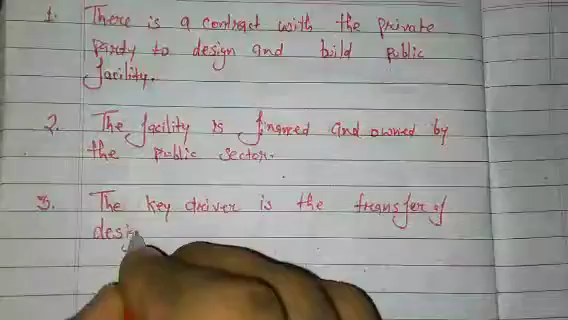 1. There is a contract with the private
party to design and build public
facility.
2. The facility is financed and owned by
the public sector.
3. The key driver is the transfer of
desi